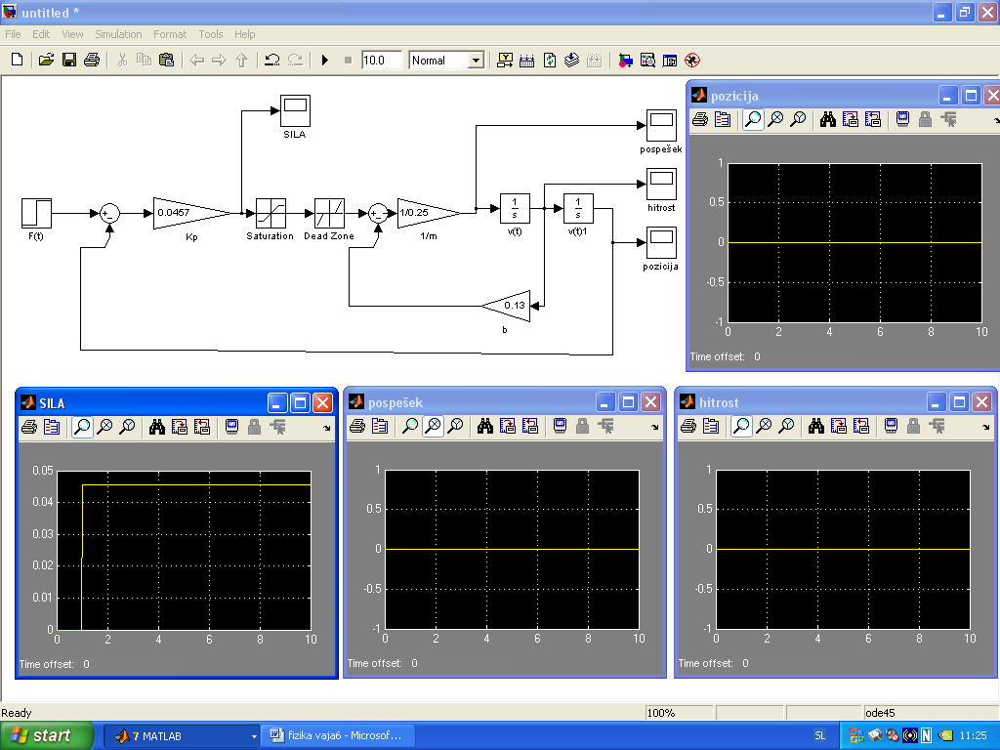 untitled *
File Edit View Simulation Format Tools Help
10.0 Normal
SILA
pospešek
hitrost
pozicija
F(t)
0.0457
Kp
Saturation
Dead Zone
1/0.25
1/m
1
s
v(t)
1
s
v(t)1
0.13
b
pozicija
1
0.5
0
-0.5
-1
0 2 4 6 8 10
Time offset: 0
SILA
0.05
0.04
0.03
0.02
0.01
0
0 2 4 6 8 10
Time offset: 0
pospešek
1
0.5
0
-0.5
-1
0 2 4 6 8 10
Time offset: 0
hitrost
1
0.5
0
-0.5
-1
0 2 4 6 8 10
Time offset: 0
Ready 100% ode45
start 7 MATLAB fizika vaja6 - Microsof... SL N 11:25